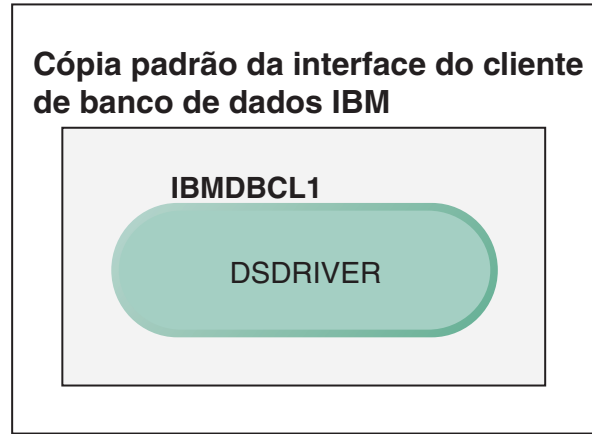 Cópia padrão da interface do cliente
de banco de dados IBM
IBMDBCL1
DSDRIVER